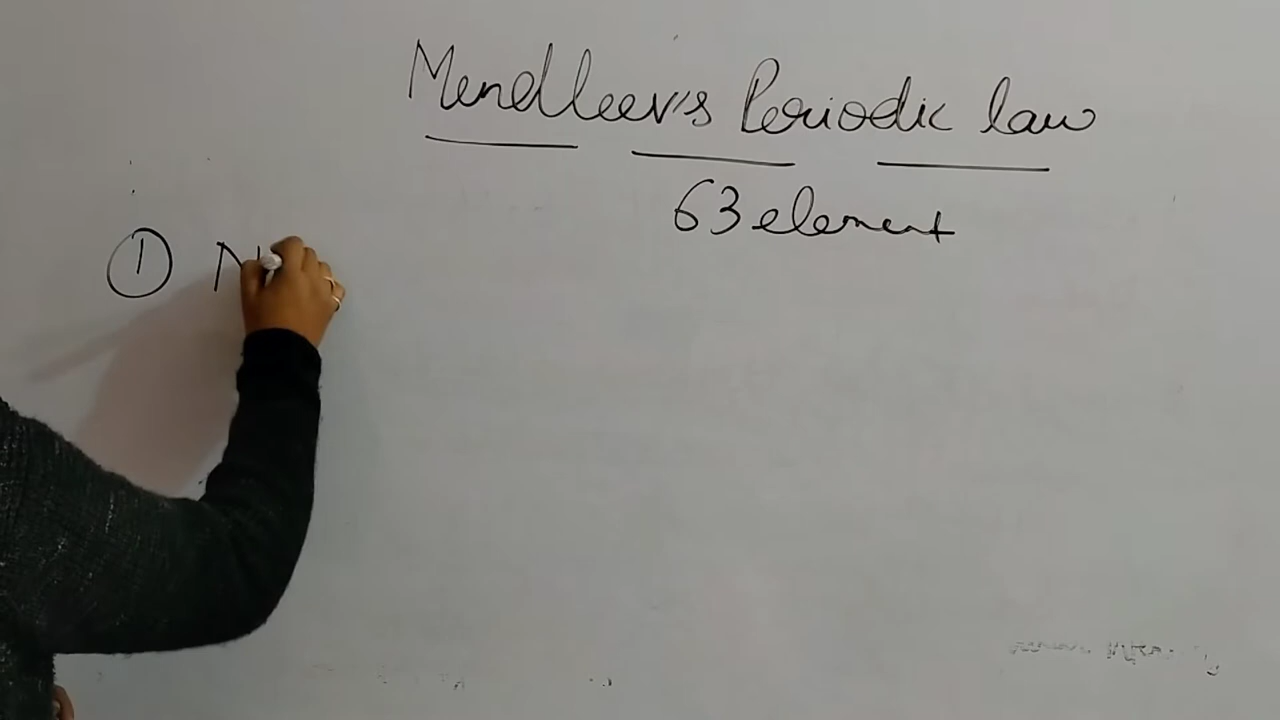 Mendleev's Periodic law
63 element
① N